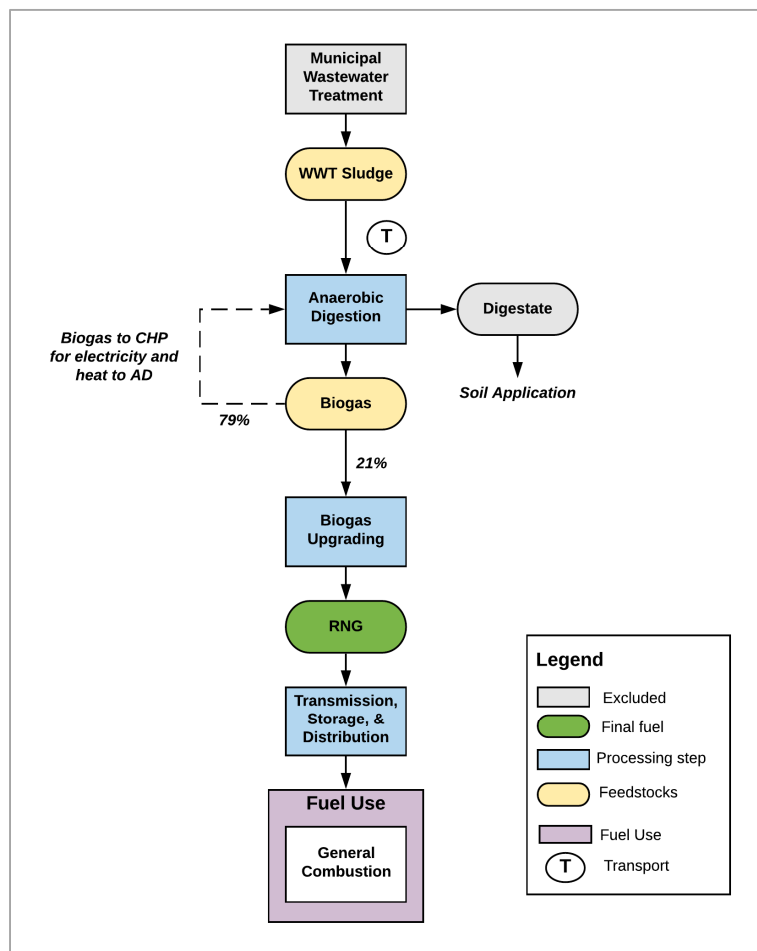 Municipal
Wastewater
Treatment
WWT Sludge
T
Anaerobic
Digestion
Digestate
Biogas to CHP
for electricity and
heat to AD
Soil Application
Biogas
79%
21%
Biogas
Upgrading
RNG
Transmission,
Storage, &
Distribution
Fuel Use
General
Combustion
Legend
Excluded
Final fuel
Processing step
Feedstocks
Fuel Use
T Transport